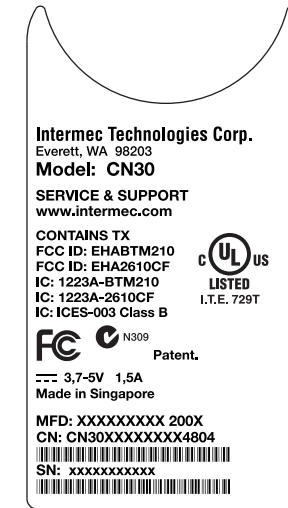 Intermec Technologies Corp.
Everett, WA 98203
Model: CN30
SERVICE & SUPPORT
www.intermec.com
CONTAINS TX
FCC ID: EHABTM210
FCC ID: EHA2610CF
IC: 1223A-BTM210
IC: 1223A-2610CF
IC: ICES-003 Class B
C UL US
LISTED
I.T.E. 729T
FC N309
Patent.
3,7-5V 1,5A
Made in Singapore
MFD: XXXXXXXXX 200X
CN: CN30XXXXXXXX4804
SN: xxxxxxxxxxx